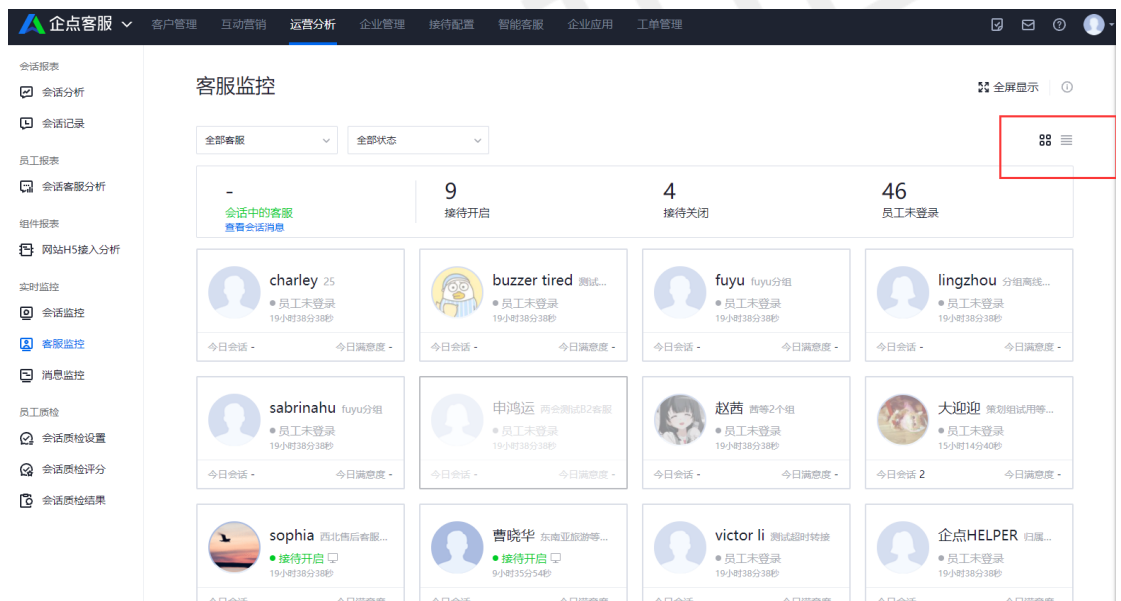 企点客服 客户管理 互动营销 运营分析 企业管理 接待配置 智能客服 企业应用 工单管理
会话报表
会话分析
会话记录
员工报表
会话客服分析
组件报表
网站H5接入分析
实时监控
会话监控
客服监控
消息监控
员工质检
会话质检设置
会话质检评分
会话质检结果
客服监控 全屏显示
全部客服 全部状态
- 9 4 46
会话中的客服 接待开启 接待关闭 员工未登录
查看会话消息
charley 25 buzzer tired 测试... fuyu fuyu分组 lingzhou 分组离线...
员工未登录 员工未登录 员工未登录 员工未登录
19小时38分38秒 19小时38分38秒 19小时38分38秒 19小时38分38秒
今日会话 - 今日满意度 - 今日会话 - 今日满意度 - 今日会话 - 今日满意度 - 今日会话 - 今日满意度 -
sabrinahu fuyu分组 申鸿运 两会测试B2客服 赵茜 茜等2个组 大迎迎 策划组试用等...
员工未登录 员工未登录 员工未登录 员工未登录
19小时38分38秒 19小时38分38秒 19小时38分38秒 15小时14分40秒
今日会话 - 今日满意度 - 今日会话 - 今日满意度 - 今日会话 - 今日满意度 - 今日会话 2 今日满意度 -
sophia 西北售后客服... 曹晓华 东南亚旅游等... victor li 测试超时转接 企点HELPER 归属...
接待开启 接待开启 员工未登录 员工未登录
19小时38分38秒 9小时35分54秒 19小时38分38秒 19小时38分38秒